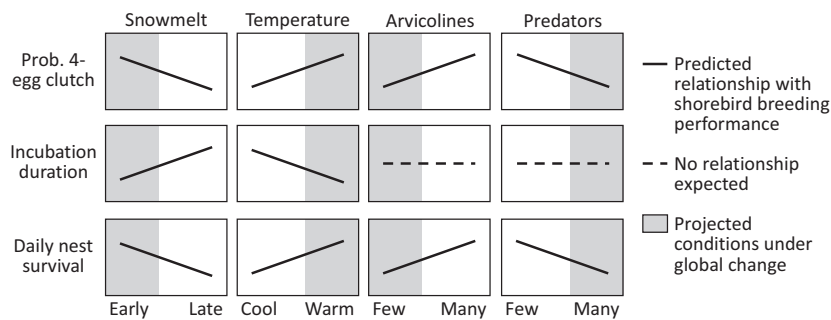 Snowmelt Temperature Arvicolines Predators
Prob. 4-
egg clutch
Incubation
duration
Daily nest
survival
Early Late Cool Warm Few Many Few Many
Predicted
relationship with
shorebird breeding
performance
No relationship
expected
Projected
conditions under
global change